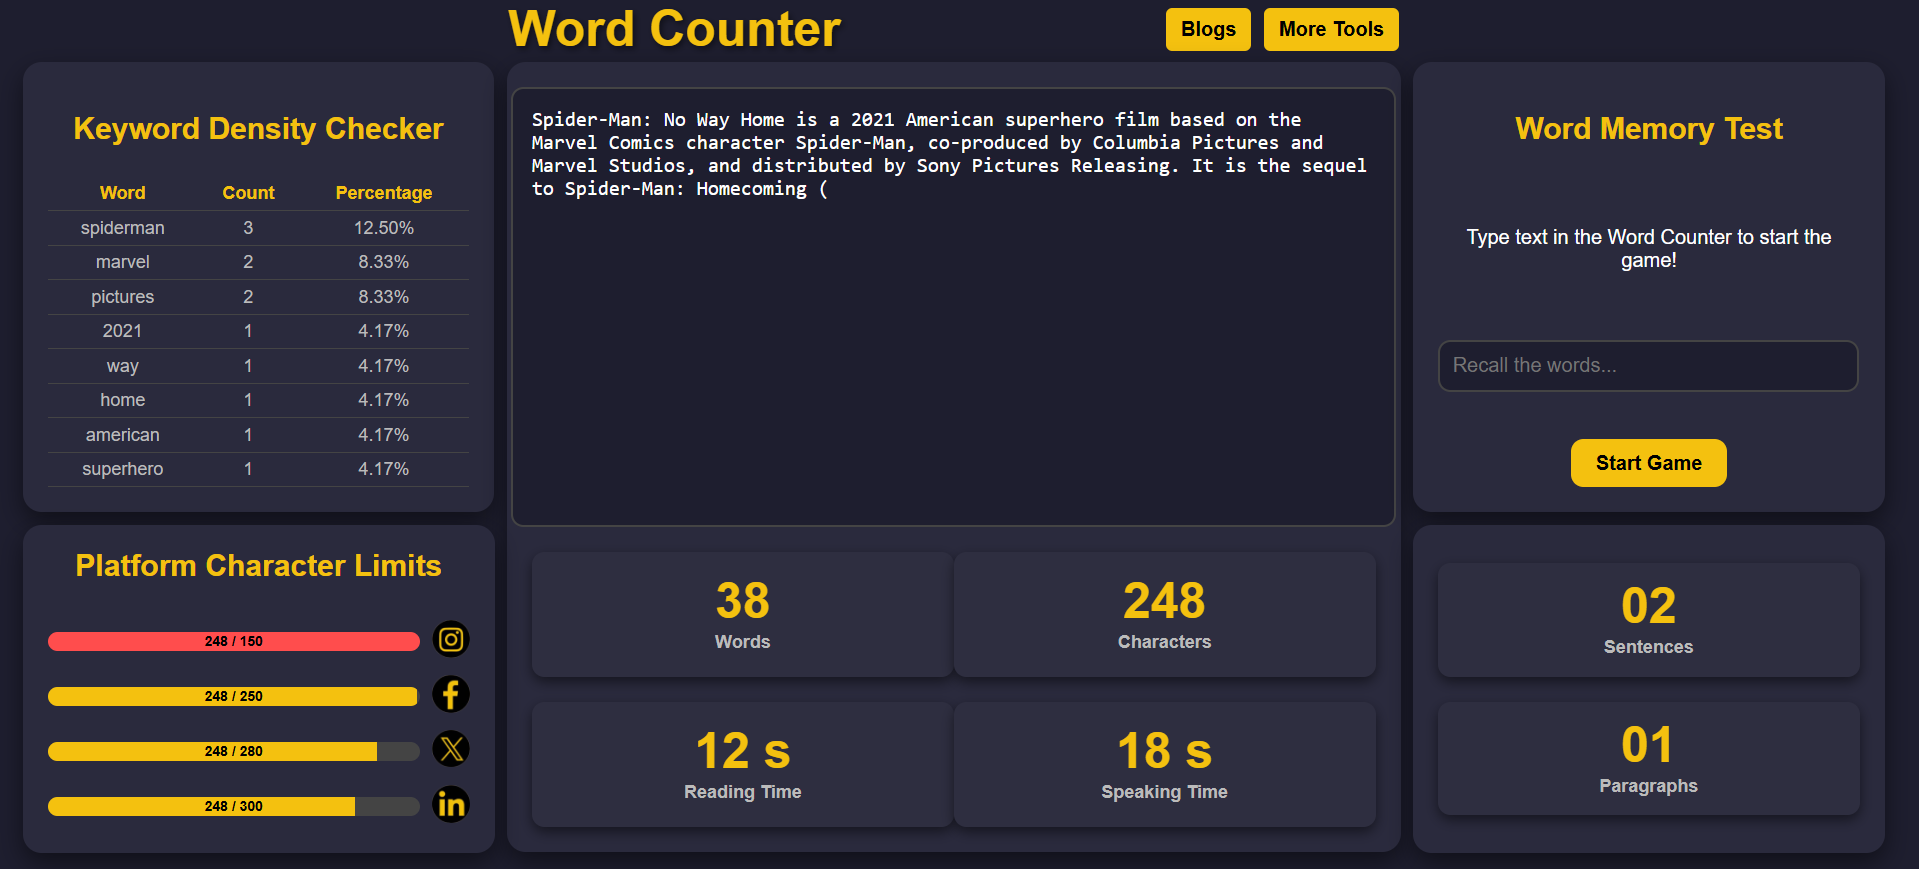 Word Counter
Blogs
More Tools
Keyword Density Checker
Word Count Percentage
spiderman 3 12.50%
marvel 2 8.33%
pictures 2 8.33%
2021 1 4.17%
way 1 4.17%
home 1 4.17%
american 1 4.17%
superhero 1 4.17%
Platform Character Limits
248 / 150
248 / 250
248 / 280
248 / 300
Spider-Man: No Way Home is a 2021 American superhero film based on the
Marvel Comics character Spider-Man, co-produced by Columbia Pictures and
Marvel Studios, and distributed by Sony Pictures Releasing. It is the sequel
to Spider-Man: Homecoming (
38
Words
248
Characters
12 s
Reading Time
18 s
Speaking Time
Word Memory Test
Type text in the Word Counter to start the
game!
Recall the words...
Start Game
02
Sentences
01
Paragraphs